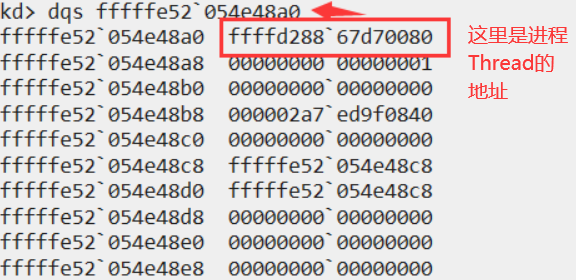 kd> dqs fffffe52`054e48a0
fffffe52`054e48a0 ffffd288`67d70080
fffffe52`054e48a8 00000000`00000001
fffffe52`054e48b0 00000000`00000000
fffffe52`054e48b8 000002a7`ed9f0840
fffffe52`054e48c0 00000000`00000000
fffffe52`054e48c8 fffffe52`054e48c8
fffffe52`054e48d0 fffffe52`054e48c8
fffffe52`054e48d8 00000000`00000000
fffffe52`054e48e0 00000000`00000000
fffffe52`054e48e8 00000000`00000000
这里是进程
Thread的
地址